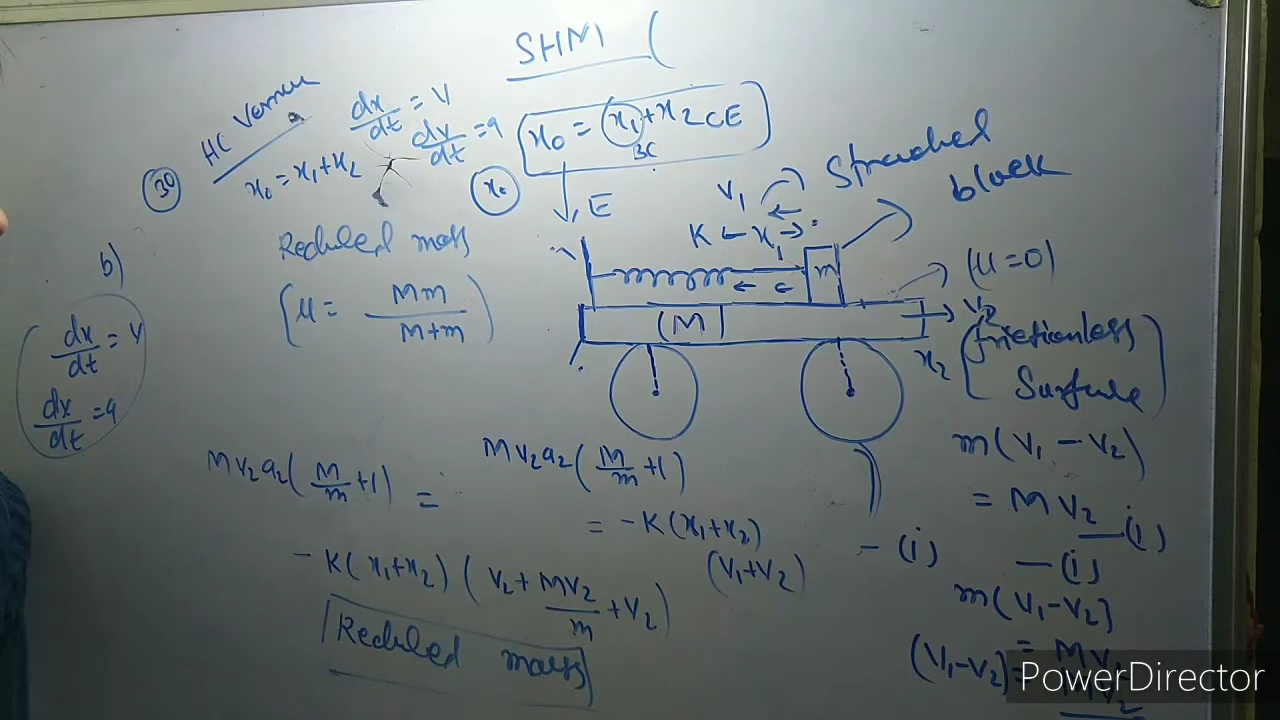 SHM (
HC Verma
30
x₀ = x₁+x₂
dx/dt = v
dv/dt = a
x₀ = x₁+x₂ CE
x₀
E
Reduced mass
μ = Mm/(M+m)
b)
dx/dt = v
dx/dt = a
Streached
block
v₁
K ← x₁ →
m
(M)
(μ=0)
v₂
x₂
(frictionless
Surface)
m(v₁ - v₂)
= Mv₂ -(i)
-(i)
m(v₁-v₂)
= Mv₂
(v₁-v₂) =
Mv₂a₂(M/m +1) =
Mv₂a₂(M/m +1)
= -K(x₁+x₂)
(v₁+v₂)
-(i)
-K(x₁+x₂)(v₂ + Mv₂/m + v₂)
Reduced mass
PowerDirector